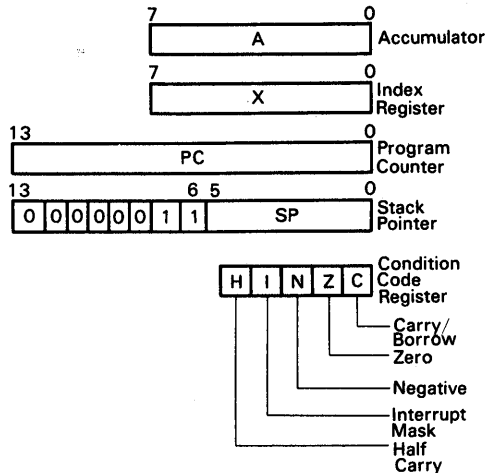 7 0
A Accumulator
7 0
X Index
Register
13 0
PC Program
Counter
13 6 5 0
0 0 0 0 0 0 1 1 SP Stack
Pointer
H I N Z C Condition
Code
Register
Carry/
Borrow
Zero
Negative
Interrupt
Mask
Half
Carry